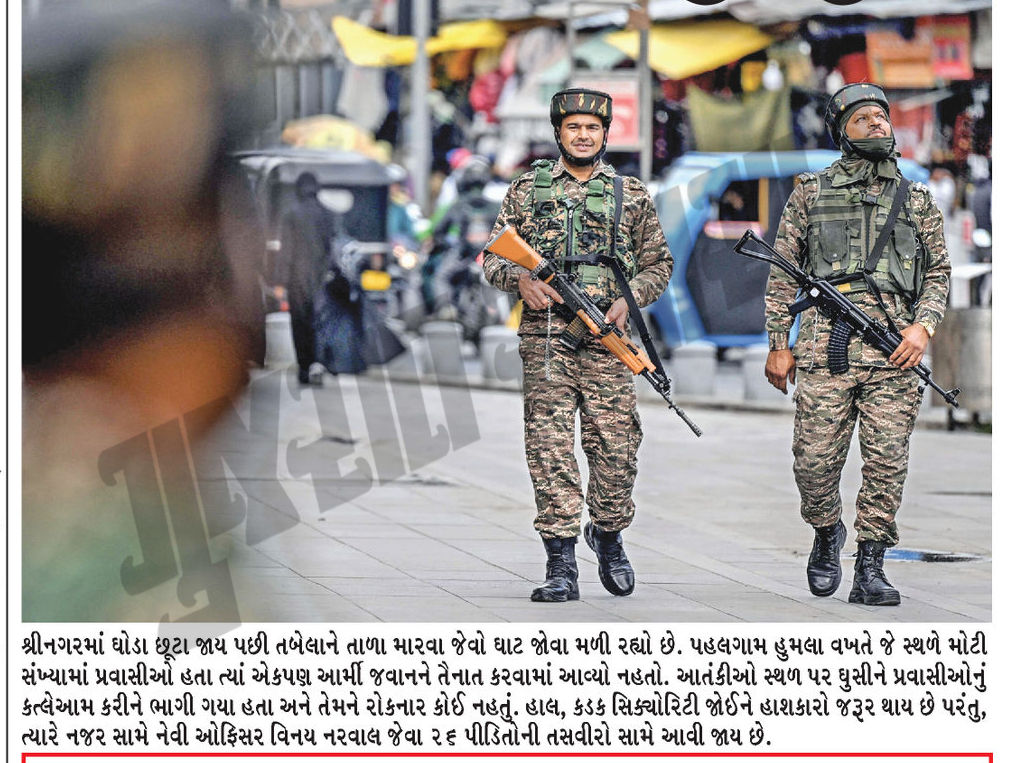 શ્રીનગરમાં ઘોડા છૂટા જાય પછી તબેલાને તાળા મારવા જેવો ઘાટ જોવા મળી રહ્યો છે. પહલગામ હુમલા વખતે જે સ્થળે મોટી
સંખ્યામાં પ્રવાસીઓ હતા ત્યાં એકપણ આર્મી જવાનને તૈનાત કરવામાં આવ્યો નહતો. આતંકીઓ સ્થળ પર ઘુસીને પ્રવાસીઓનું
કત્લેઆમ કરીને ભાગી ગયા હતા અને તેમને રોકનાર કોઈ નહતું. હાલ, કડક સિક્યોરિટી જોઈને હાશકારો જરૂર થાય છે પરંતુ,
ત્યારે નજર સામે નેવી ઓફિસર વિનય નરવાલ જેવા ૨૬ પીડિતોની તસવીરો સામે આવી જાય છે.